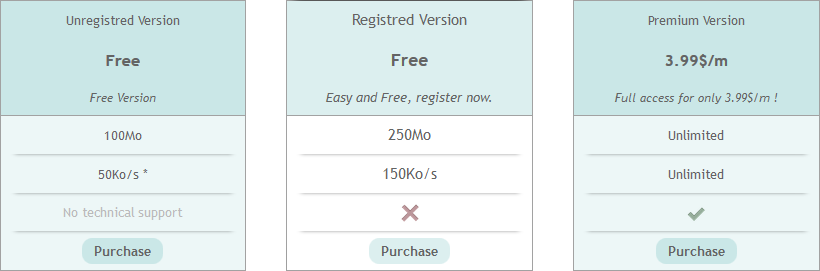 Unregistred Version
Free
Free Version
100Mo
50Ko/s *
No technical support
Purchase
Registred Version
Free
Easy and Free, register now.
250Mo
150Ko/s
Purchase
Premium Version
3.99$/m
Full access for only 3.99$/m !
Unlimited
Unlimited
Purchase